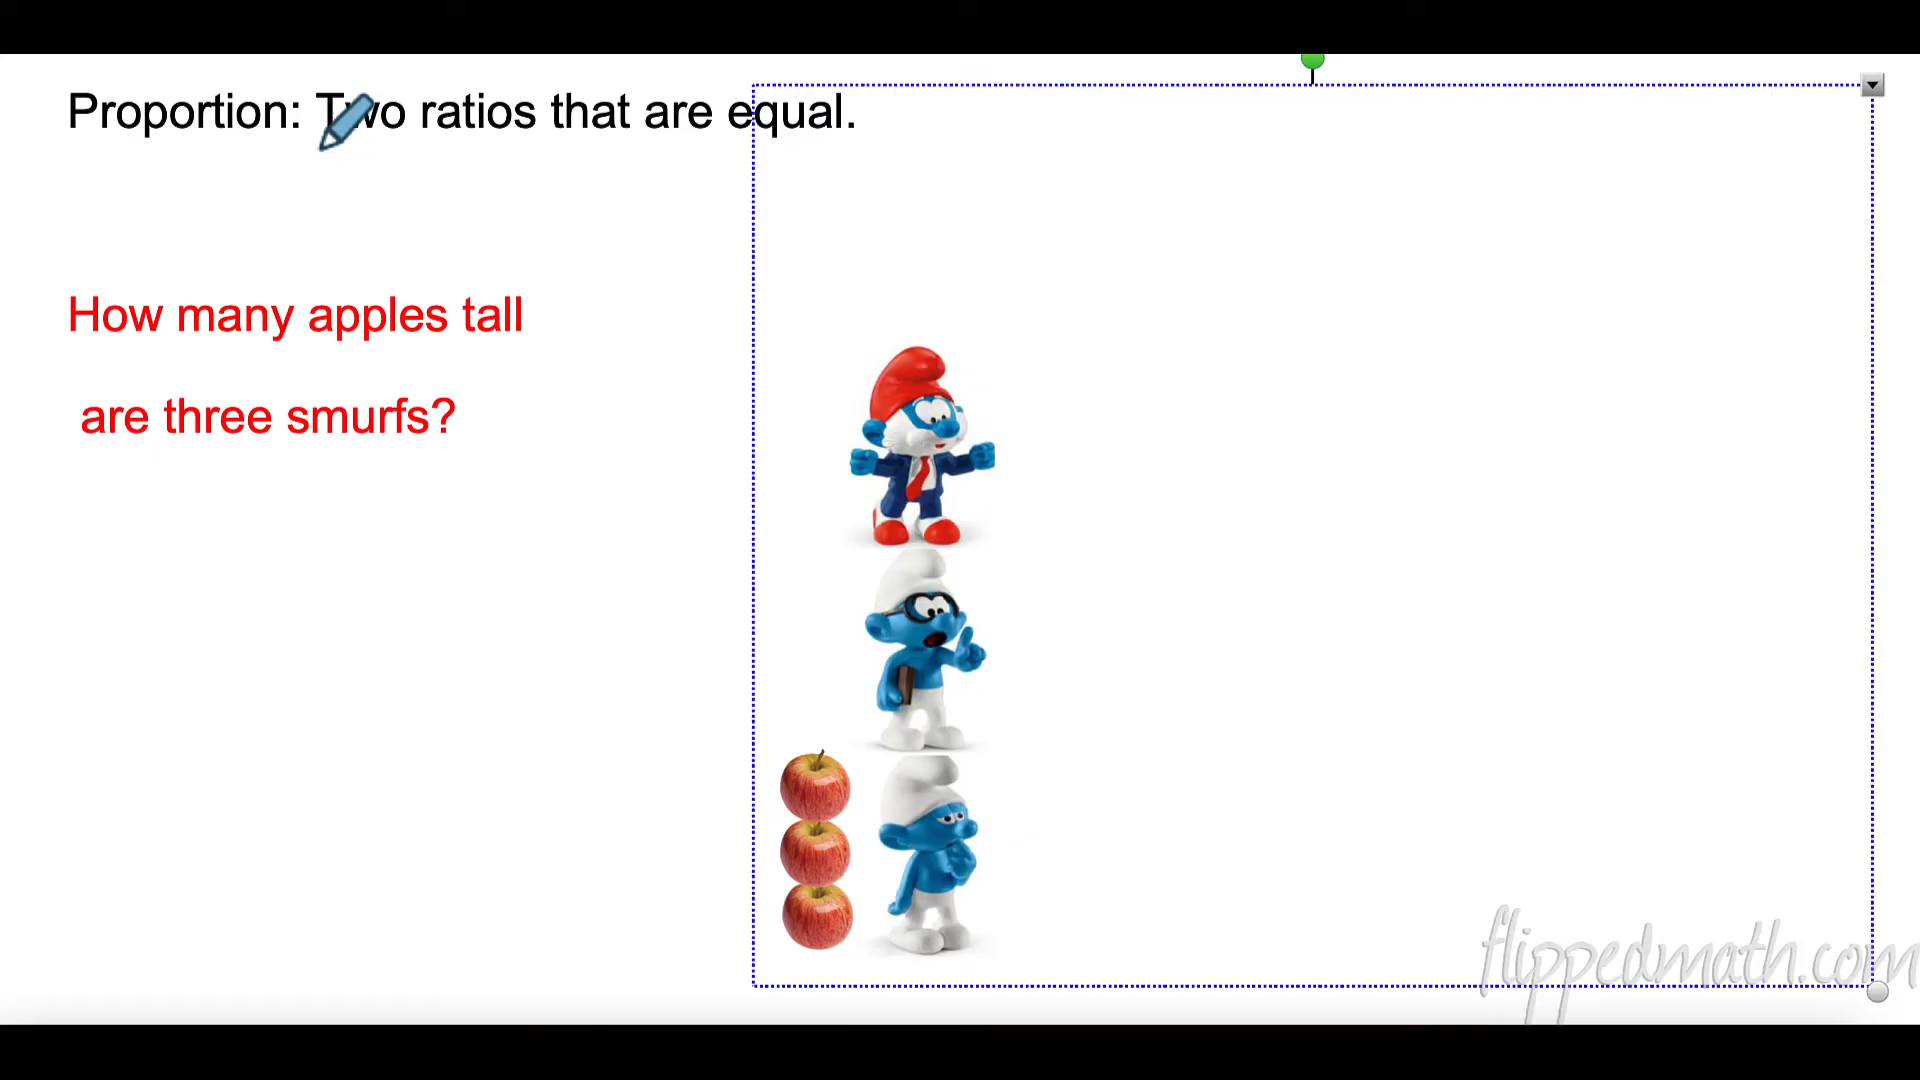 Proportion: Two ratios that are equal.
How many apples tall
are three smurfs?
flippedmath.com